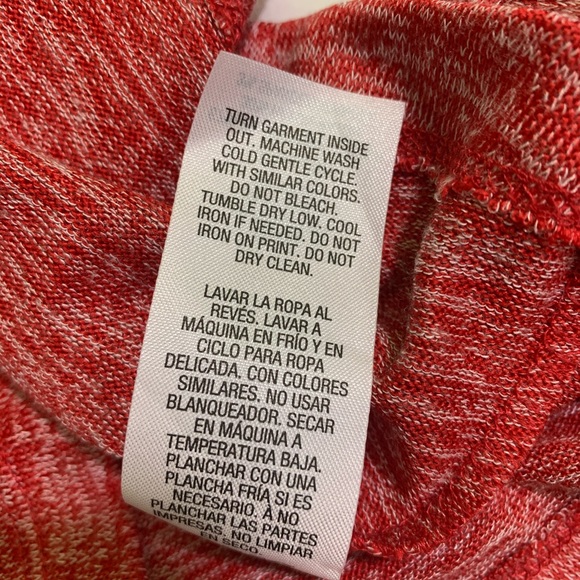 TURN GARMENT INSIDE
OUT. MACHINE WASH
COLD GENTLE CYCLE.
WITH SIMILAR COLORS.
DO NOT BLEACH.
TUMBLE DRY LOW. COOL
IRON IF NEEDED. DO NOT
IRON ON PRINT. DO NOT
DRY CLEAN.
LAVAR LA ROPA AL
REVÉS. LAVAR A
MÁQUINA EN FRÍO Y EN
CICLO PARA ROPA
DELICADA. CON COLORES
SIMILARES. NO USAR
BLANQUEADOR. SECAR
EN MÁQUINA A
TEMPERATURA BAJA.
PLANCHAR CON UNA
PLANCHA FRÍA SI ES
NECESARIO. Á NO
PLANCHAR LAS PARTES
IMPRESAS. NO LIMPIAR
EN SECO.